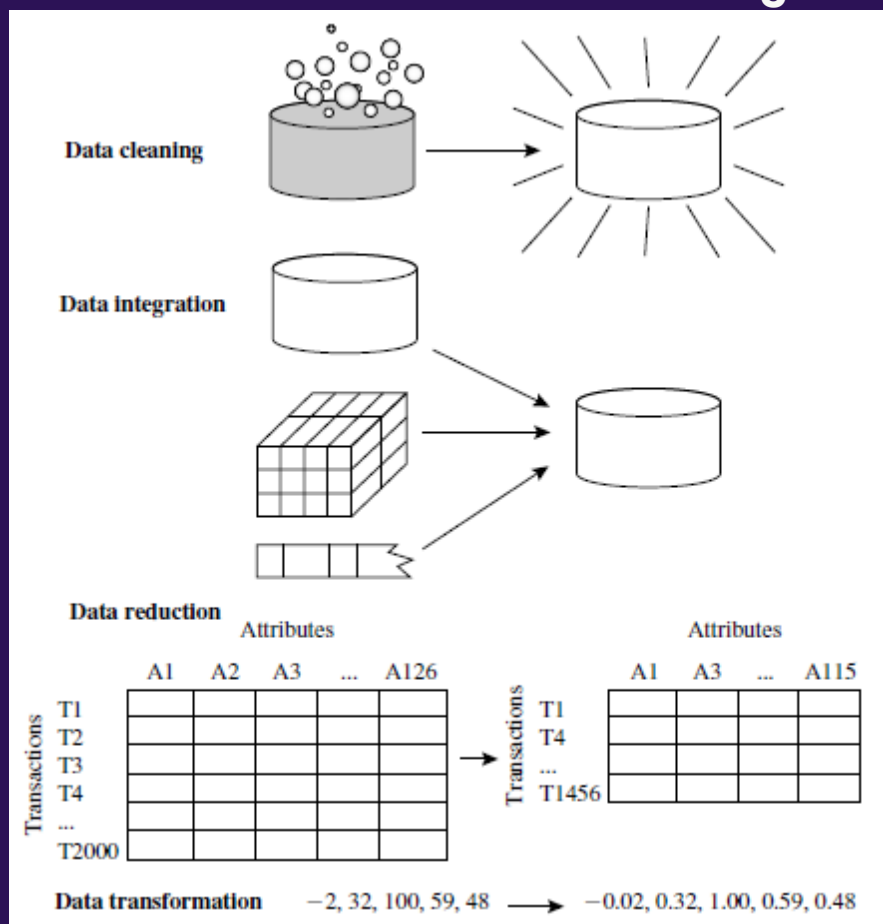 Data cleaning
Data integration
Data reduction
Attributes
A1 A2 A3 ... A126
Transactions
T1
T2
T3
T4
...
T2000
Attributes
A1 A3 ... A115
Transactions
T1
T4
...
T1456
Data transformation −2, 32, 100, 59, 48 −0.02, 0.32, 1.00, 0.59, 0.48